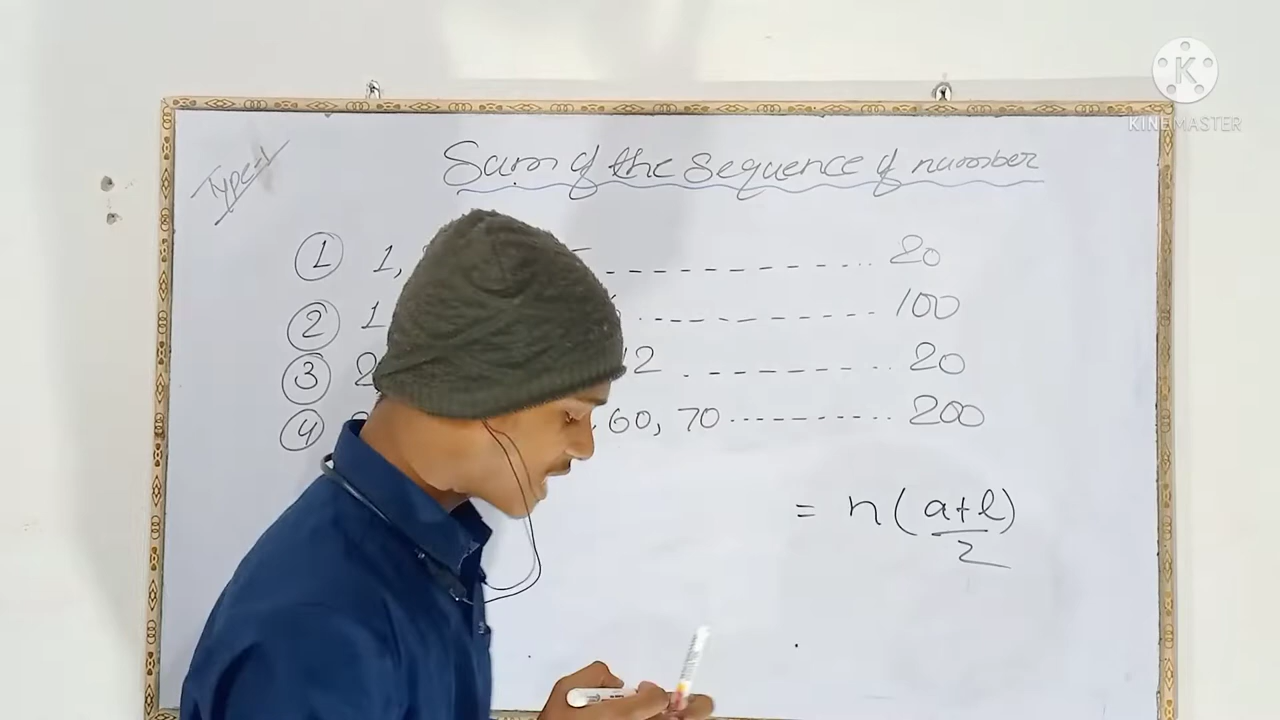 KINEMASTER
Type-1
Sum of the sequence of number
① 1, ------------ 20
② 1 ------------ 100
③ 2 12 ------------ 20
④ 60, 70 ------------ 200
= n(a+l)
2